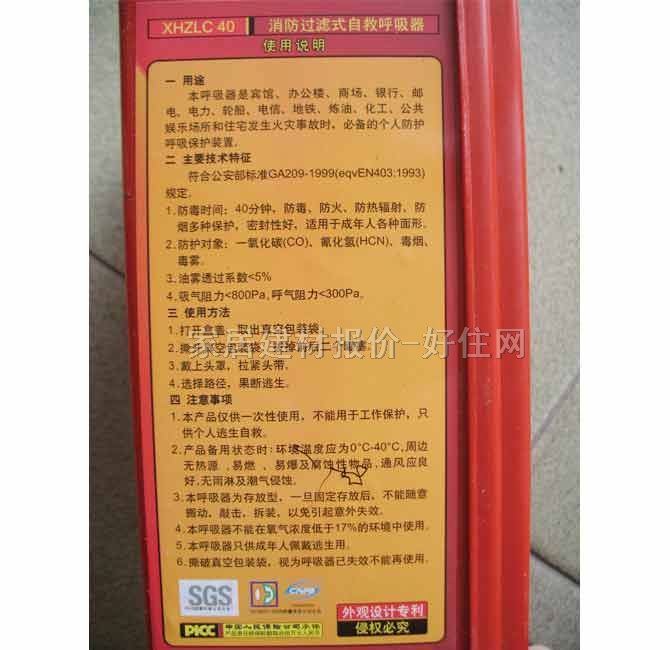 XHZLC 40 消防过滤式自救呼吸器
使用说明
一 用途
本呼吸器是宾馆、办公楼、商场、银行、邮
电、电力、轮船、电信、地铁、炼油、化工、公共
娱乐场所和住宅发生火灾事故时，必备的个人防护
呼吸保护装置。
二 主要技术特征
符合公安部标准GA209-1999(eqvEN403:1993)
规定。
1.防毒时间：40分钟，防毒、防火、防热辐射、防
烟多种保护，密封性好，适用于成年人各种面形。
2.防护对象：一氧化碳(CO)、氰化氢(HCN)、毒烟、
毒雾。
3.油雾透过系数<5%
4.吸气阻力<800Pa,呼气阻力<300Pa。
三 使用方法
1.打开盒盖，取出真空包装袋。
家居建材报价-好住网
2.撕开真空包装袋，拔掉前后二个罐塞。
3.戴上头罩，拉紧头带。
4.选择路径，果断逃生。
四 注意事项
1.本产品仅供一次性使用，不能用于工作保护，只
供个人逃生自救。
2.产品备用状态时：环境温度应为0°C-40°C,周边
无热源，易燃 、易爆及腐蚀性物品,通风应良
好,无雨淋及潮气侵蚀。
3.本呼吸器为存放型，一旦固定存放后，不能随意
搬动，敲击，拆装，以免引起意外失效。
4.本呼吸器不能在氧气浓度低于17%的环境中使用.
5.本呼吸器只供成年人佩戴逃生用.
6.撕破真空包装袋，视为呼吸器已失效不能再使用.
SGS
外观设计专利
PICC 中国人民保险公司承保
侵权必究